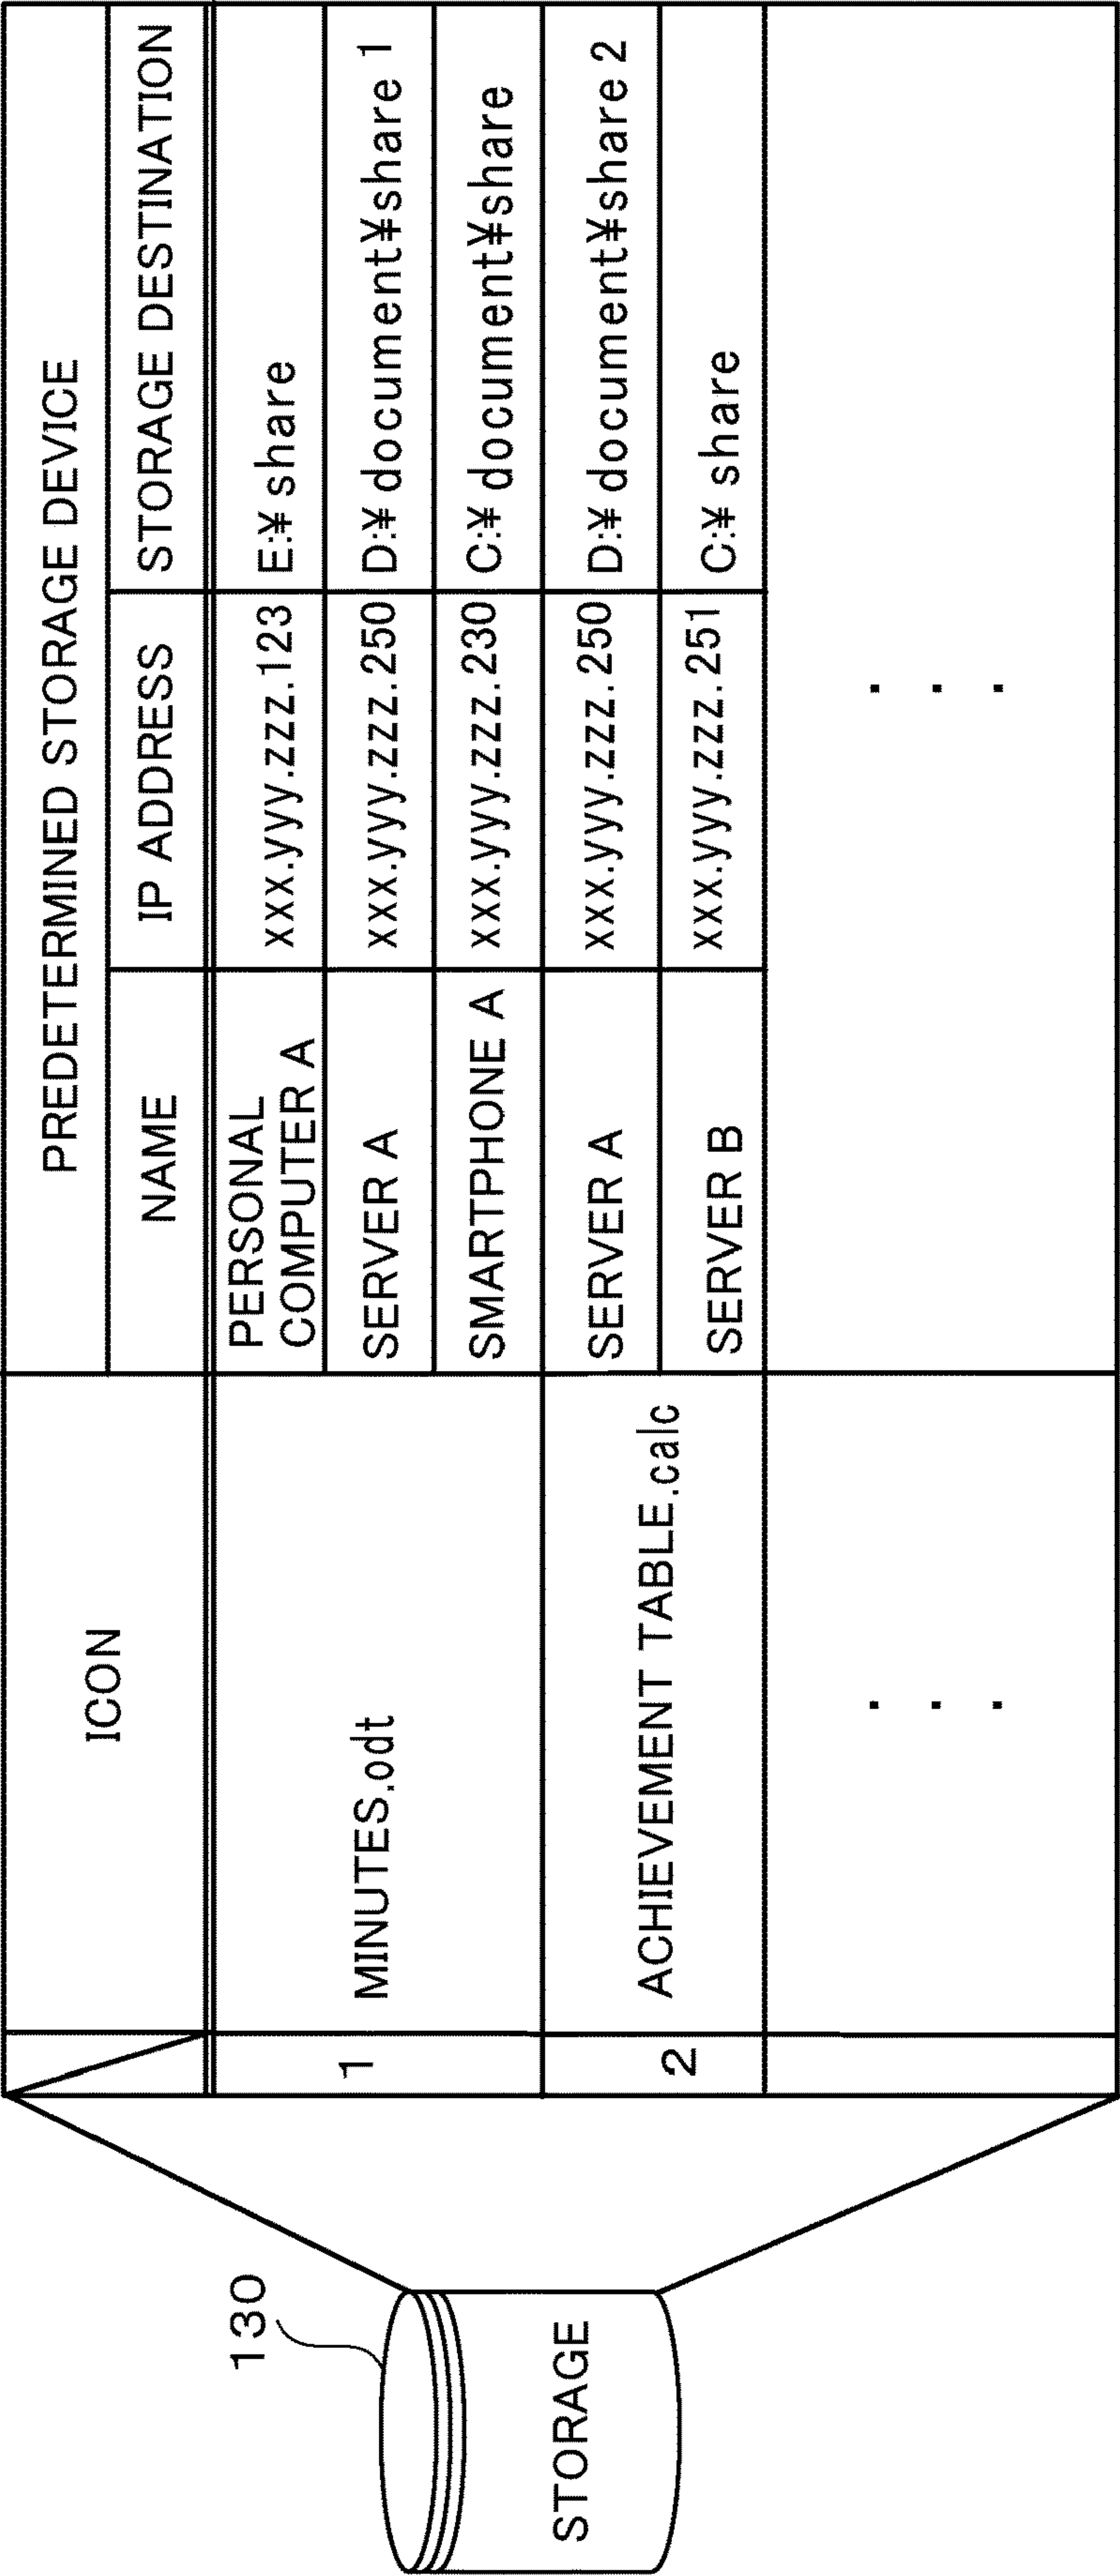 130
STORAGE
ICON
PREDETERMINED STORAGE DEVICE
NAME
IP ADDRESS
STORAGE DESTINATION
1
MINUTES.odt
PERSONAL
COMPUTER A
xxx.yyy.zzz.123
E:¥ share
SERVER A
xxx.yyy.zzz.250
D:¥ document¥share 1
SMARTPHONE A
xxx.yyy.zzz.230
C:¥ document¥share
2
ACHIEVEMENT TABLE.calc
SERVER A
xxx.yyy.zzz.250
D:¥ document¥share 2
SERVER B
xxx.yyy.zzz.251
C:¥ share
. . .
. . .